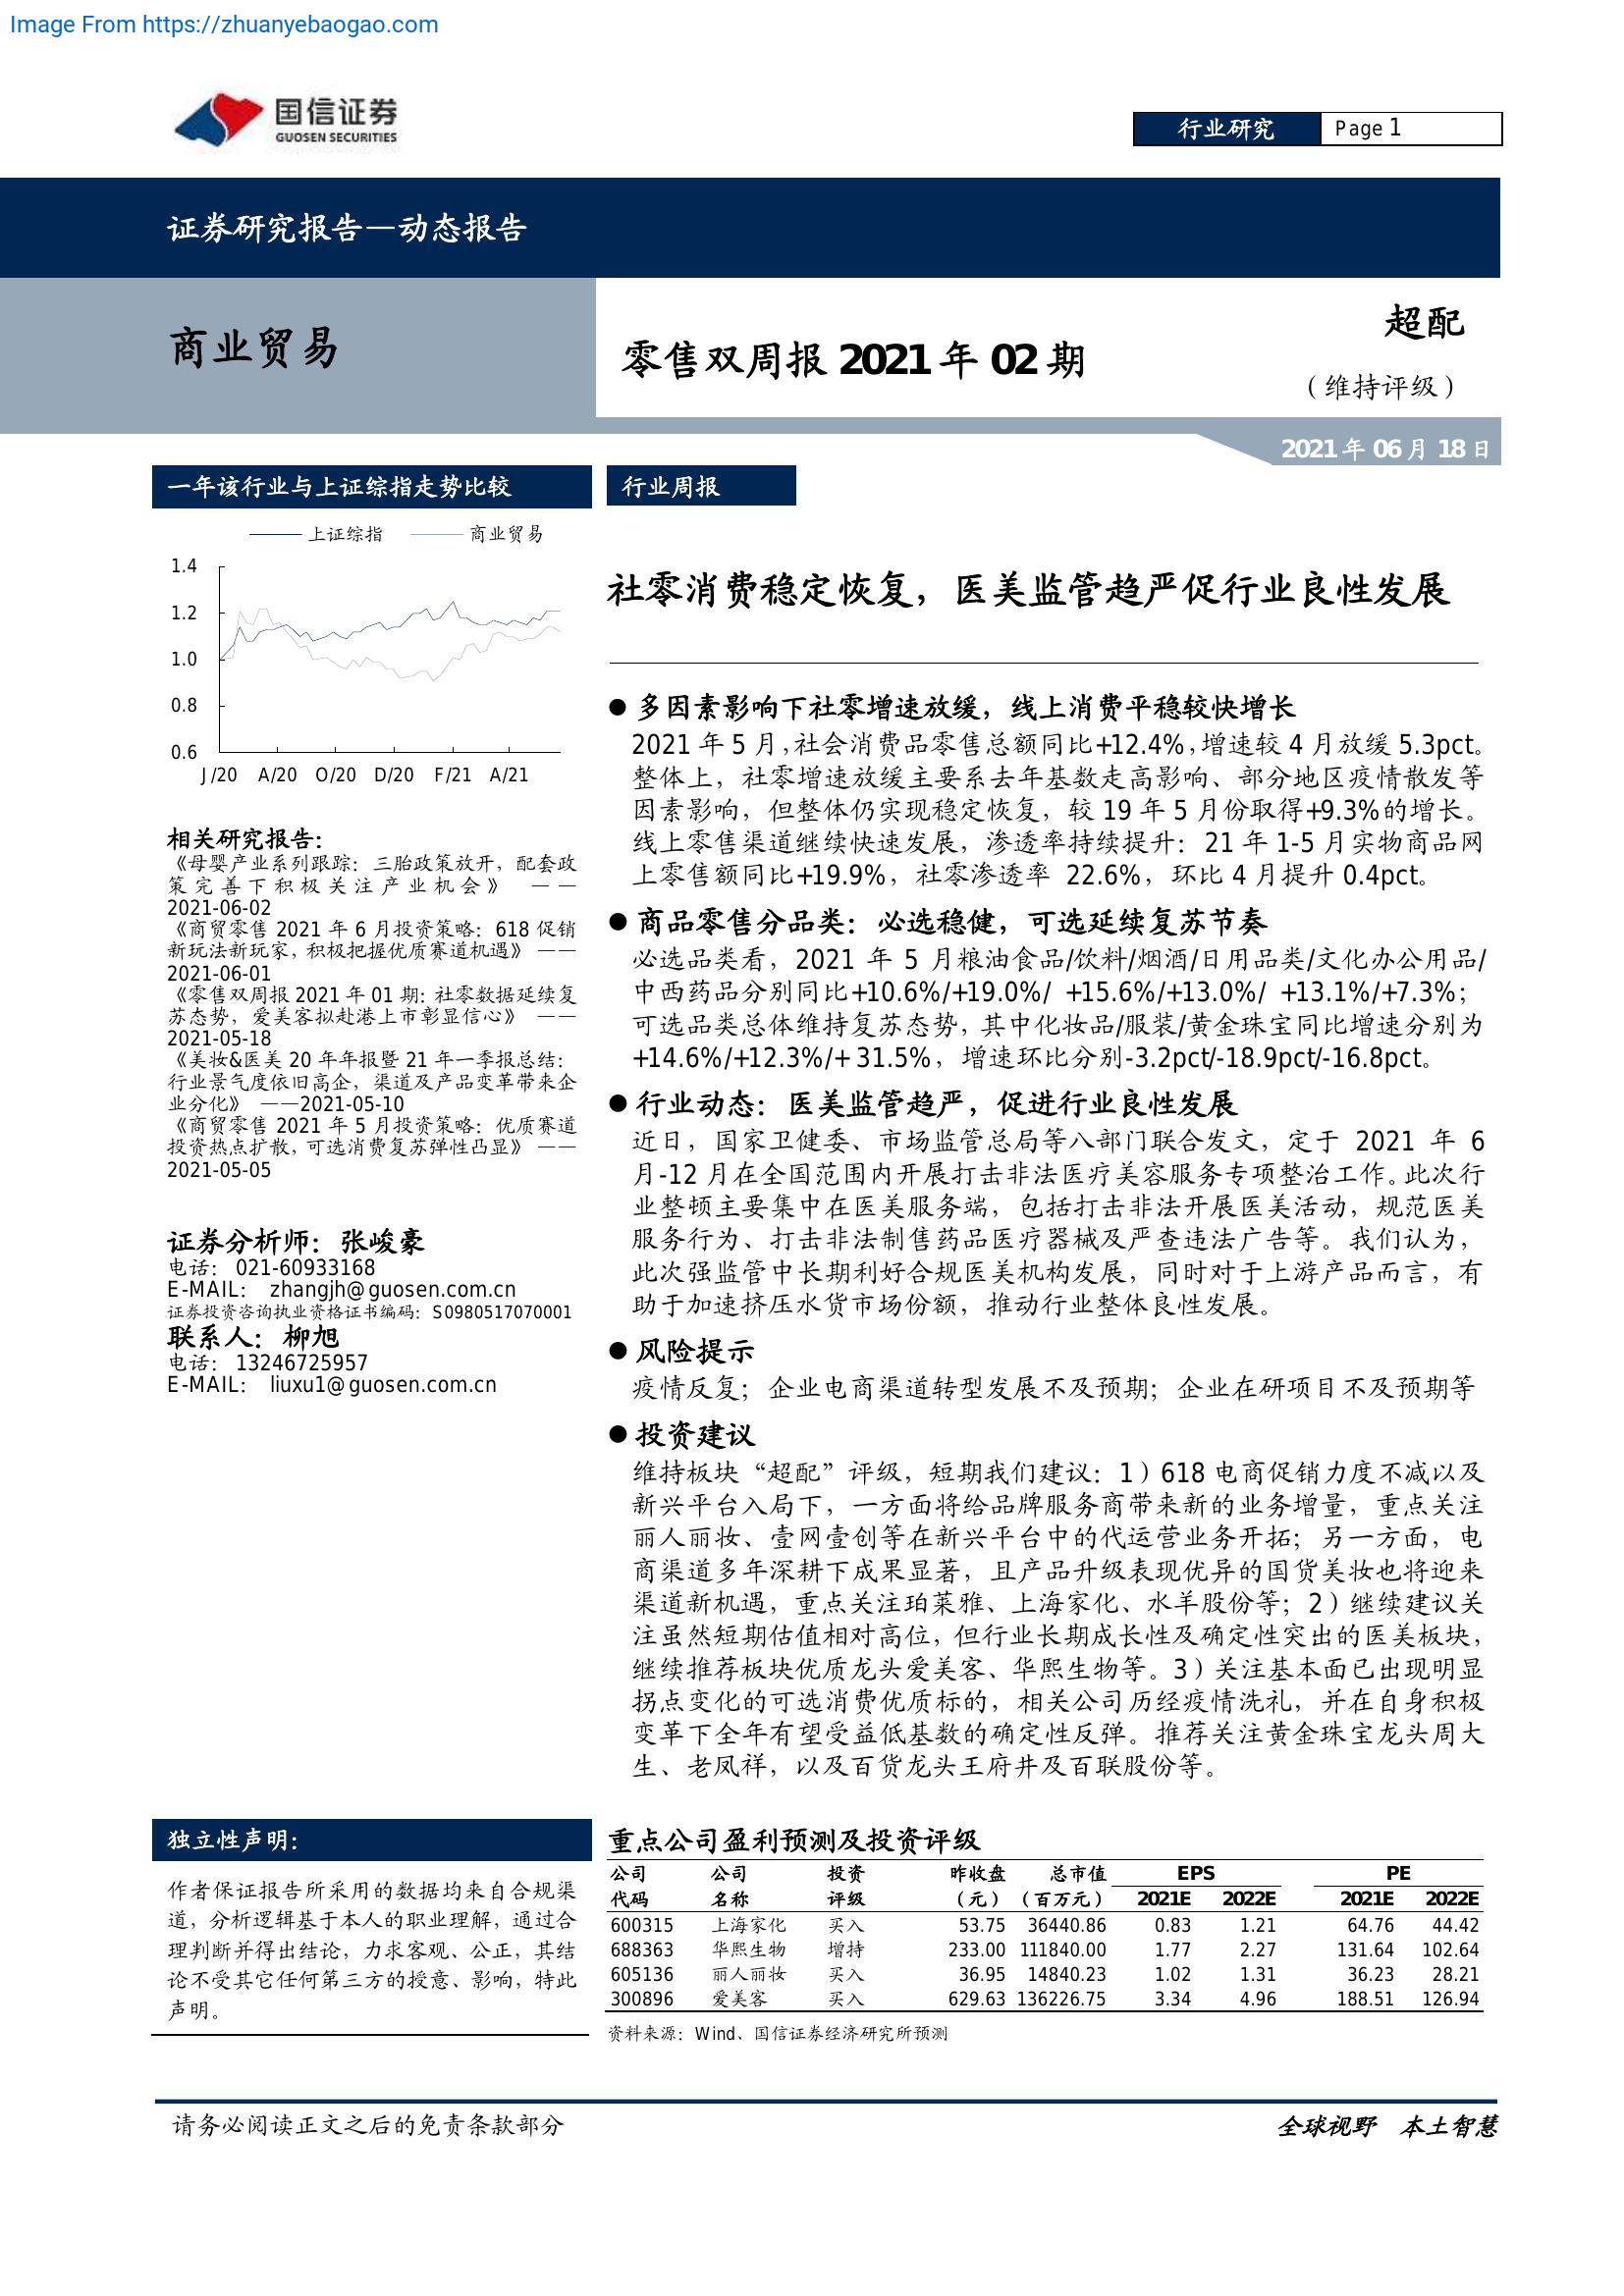 Image From https://zhuanyebaogao.com
国信证券
GUOSEN SECURITIES
行业研究
Page 1
证券研究报告—动态报告
商业贸易
零售双周报 2021 年 02 期
超配
（维持评级）
2021 年 06 月 18 日
一年该行业与上证综指走势比较
上证综指 商业贸易
1.4
1.2
1.0
0.8
0.6
J/20 A/20 O/20 D/20 F/21 A/21
相关研究报告：
《母婴产业系列跟踪：三胎政策放开，配套政
策完善下积极关注产业机会》 ——
2021-06-02
《商贸零售 2021 年 6 月投资策略：618 促销
新玩法新玩家，积极把握优质赛道机遇》 ——
2021-06-01
《零售双周报 2021 年 01 期：社零数据延续复
苏态势，爱美客拟赴港上市彰显信心》 ——
2021-05-18
《美妆&医美 20 年年报暨 21 年一季报总结：
行业景气度依旧高企，渠道及产品变革带来企
业分化》 ——2021-05-10
《商贸零售 2021 年 5 月投资策略：优质赛道
投资热点扩散，可选消费复苏弹性凸显》 ——
2021-05-05
证券分析师：张峻豪
电话： 021-60933168
E-MAIL： zhangjh@guosen.com.cn
证券投资咨询执业资格证书编码：S0980517070001
联系人：柳旭
电话： 13246725957
E-MAIL： liuxu1@guosen.com.cn
行业周报
社零消费稳定恢复，医美监管趋严促行业良性发展
● 多因素影响下社零增速放缓，线上消费平稳较快增长
2021 年 5 月，社会消费品零售总额同比+12.4%，增速较 4 月放缓 5.3pct。
整体上，社零增速放缓主要系去年基数走高影响、部分地区疫情散发等
因素影响，但整体仍实现稳定恢复，较 19 年 5 月份取得+9.3%的增长。
线上零售渠道继续快速发展，渗透率持续提升：21 年 1-5 月实物商品网
上零售额同比+19.9%，社零渗透率 22.6%，环比 4 月提升 0.4pct。
● 商品零售分品类：必选稳健，可选延续复苏节奏
必选品类看，2021 年 5 月粮油食品/饮料/烟酒/日用品类/文化办公用品/
中西药品分别同比+10.6%/+19.0%/ +15.6%/+13.0%/ +13.1%/+7.3%；
可选品类总体维持复苏态势，其中化妆品/服装/黄金珠宝同比增速分别为
+14.6%/+12.3%/+ 31.5%，增速环比分别-3.2pct/-18.9pct/-16.8pct。
● 行业动态：医美监管趋严，促进行业良性发展
近日，国家卫健委、市场监管总局等八部门联合发文，定于 2021 年 6
月-12 月在全国范围内开展打击非法医疗美容服务专项整治工作。此次行
业整顿主要集中在医美服务端，包括打击非法开展医美活动，规范医美
服务行为、打击非法制售药品医疗器械及严查违法广告等。我们认为，
此次强监管中长期利好合规医美机构发展，同时对于上游产品而言，有
助于加速挤压水货市场份额，推动行业整体良性发展。
● 风险提示
疫情反复；企业电商渠道转型发展不及预期；企业在研项目不及预期等
● 投资建议
维持板块“超配”评级，短期我们建议：1）618 电商促销力度不减以及
新兴平台入局下，一方面将给品牌服务商带来新的业务增量，重点关注
丽人丽妆、壹网壹创等在新兴平台中的代运营业务开拓；另一方面，电
商渠道多年深耕下成果显著，且产品升级表现优异的国货美妆也将迎来
渠道新机遇，重点关注珀莱雅、上海家化、水羊股份等；2）继续建议关
注虽然短期估值相对高位，但行业长期成长性及确定性突出的医美板块，
继续推荐板块优质龙头爱美客、华熙生物等。3）关注基本面已出现明显
拐点变化的可选消费优质标的，相关公司历经疫情洗礼，并在自身积极
变革下全年有望受益低基数的确定性反弹。推荐关注黄金珠宝龙头周大
生、老凤祥，以及百货龙头王府井及百联股份等。
独立性声明：
作者保证报告所采用的数据均来自合规渠
道，分析逻辑基于本人的职业理解，通过合
理判断并得出结论，力求客观、公正，其结
论不受其它任何第三方的授意、影响，特此
声明。
重点公司盈利预测及投资评级
公司 公司 投资 昨收盘 总市值 EPS PE
代码 名称 评级 （元） （百万元） 2021E 2022E 2021E 2022E
600315 上海家化 买入 53.75 36440.86 0.83 1.21 64.76 44.42
688363 华熙生物 增持 233.00 111840.00 1.77 2.27 131.64 102.64
605136 丽人丽妆 买入 36.95 14840.23 1.02 1.31 36.23 28.21
300896 爱美客 买入 629.63 136226.75 3.34 4.96 188.51 126.94
资料来源：Wind、国信证券经济研究所预测
请务必阅读正文之后的免责条款部分
全球视野 本土智慧